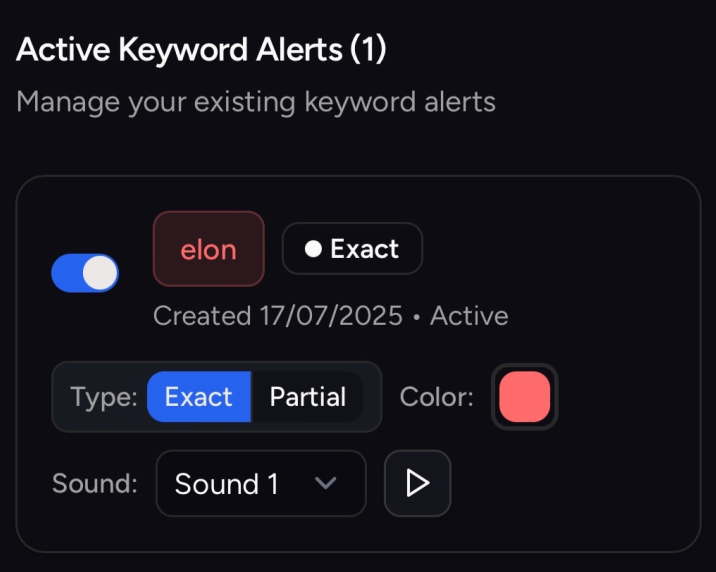 Active Keyword Alerts (1)
Manage your existing keyword alerts
elon Exact
Created 17/07/2025 • Active
Type: Exact Partial Color:
Sound: Sound 1